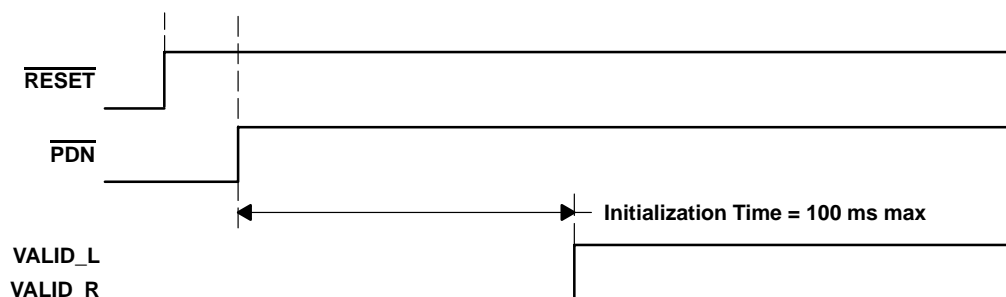 RESET
PDN
Initialization Time = 100 ms max
VALID_L
VALID_R